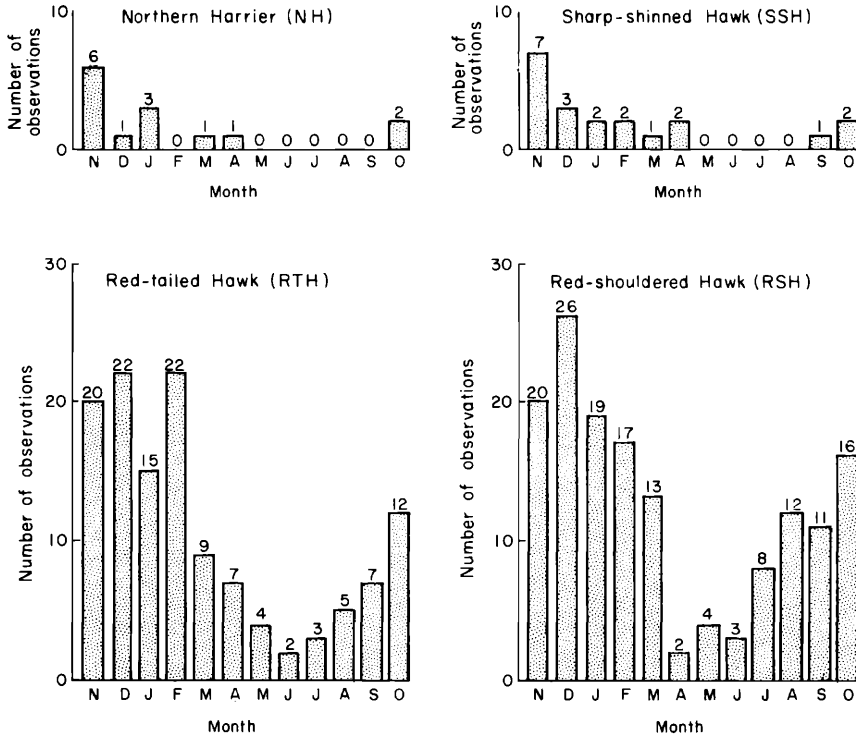 Northern Harrier (NH)
10
0
Number of
observations
6 1 3 0 1 1 0 0 0 0 0 2
N D J F M A M J J A S O
Month
Sharp-shinned Hawk (SSH)
10
0
Number of
observations
7 3 2 2 1 2 0 0 0 0 1 2
N D J F M A M J J A S O
Month
Red-tailed Hawk (RTH)
30
20
10
0
Number of observations
20 22 15 22 9 7 4 2 3 5 7 12
N D J F M A M J J A S O
Month
Red-shouldered Hawk (RSH)
30
20
10
0
Number of observations
20 26 19 17 13 2 4 3 8 12 11 16
N D J F M A M J J A S O
Month